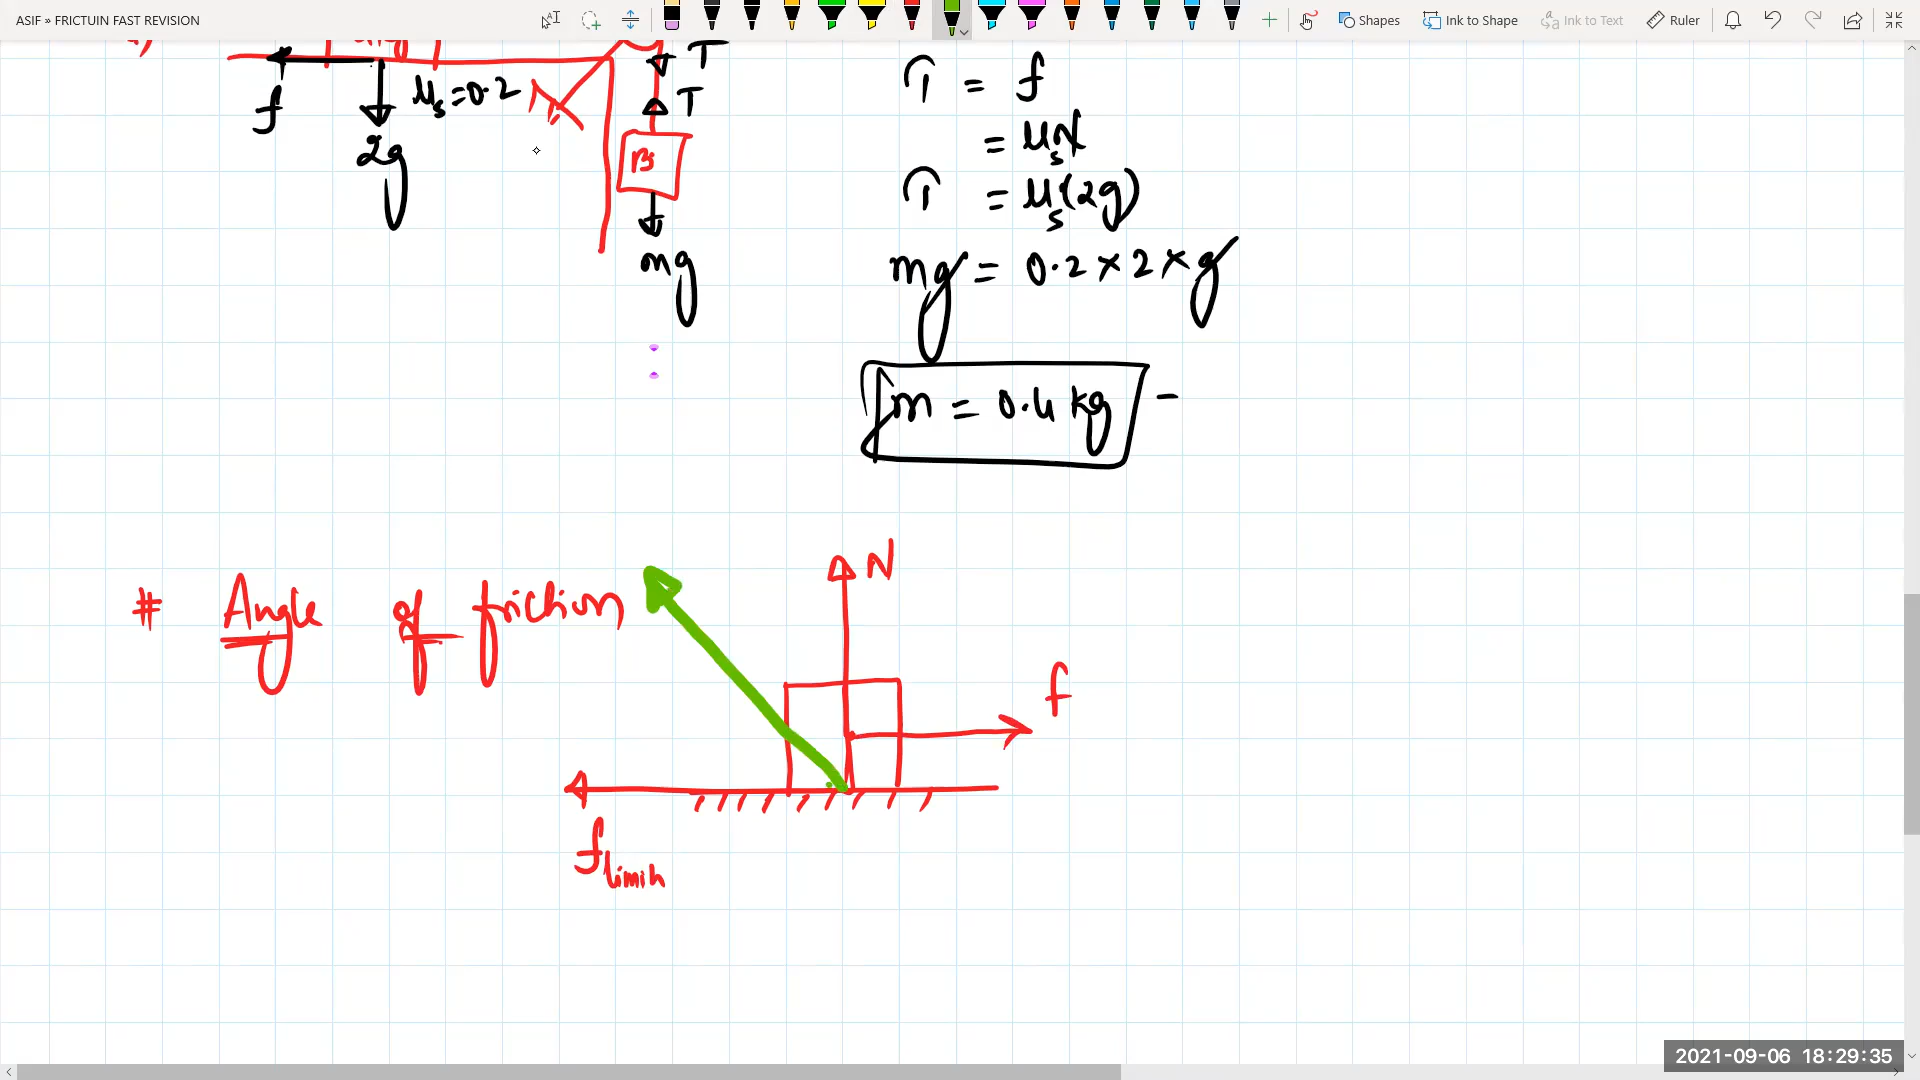 ASIF » FRICTUIN FAST REVISION
Shapes
Ink to Shape
Ink to Text
Ruler
T
T
f
μs=0.2
2g
B
mg
T = f
= μsN
T = μs(2g)
mg = 0.2×2×g
m = 0.4 kg
# Angle of friction
N
f
f
2021-09-06 18:29:35